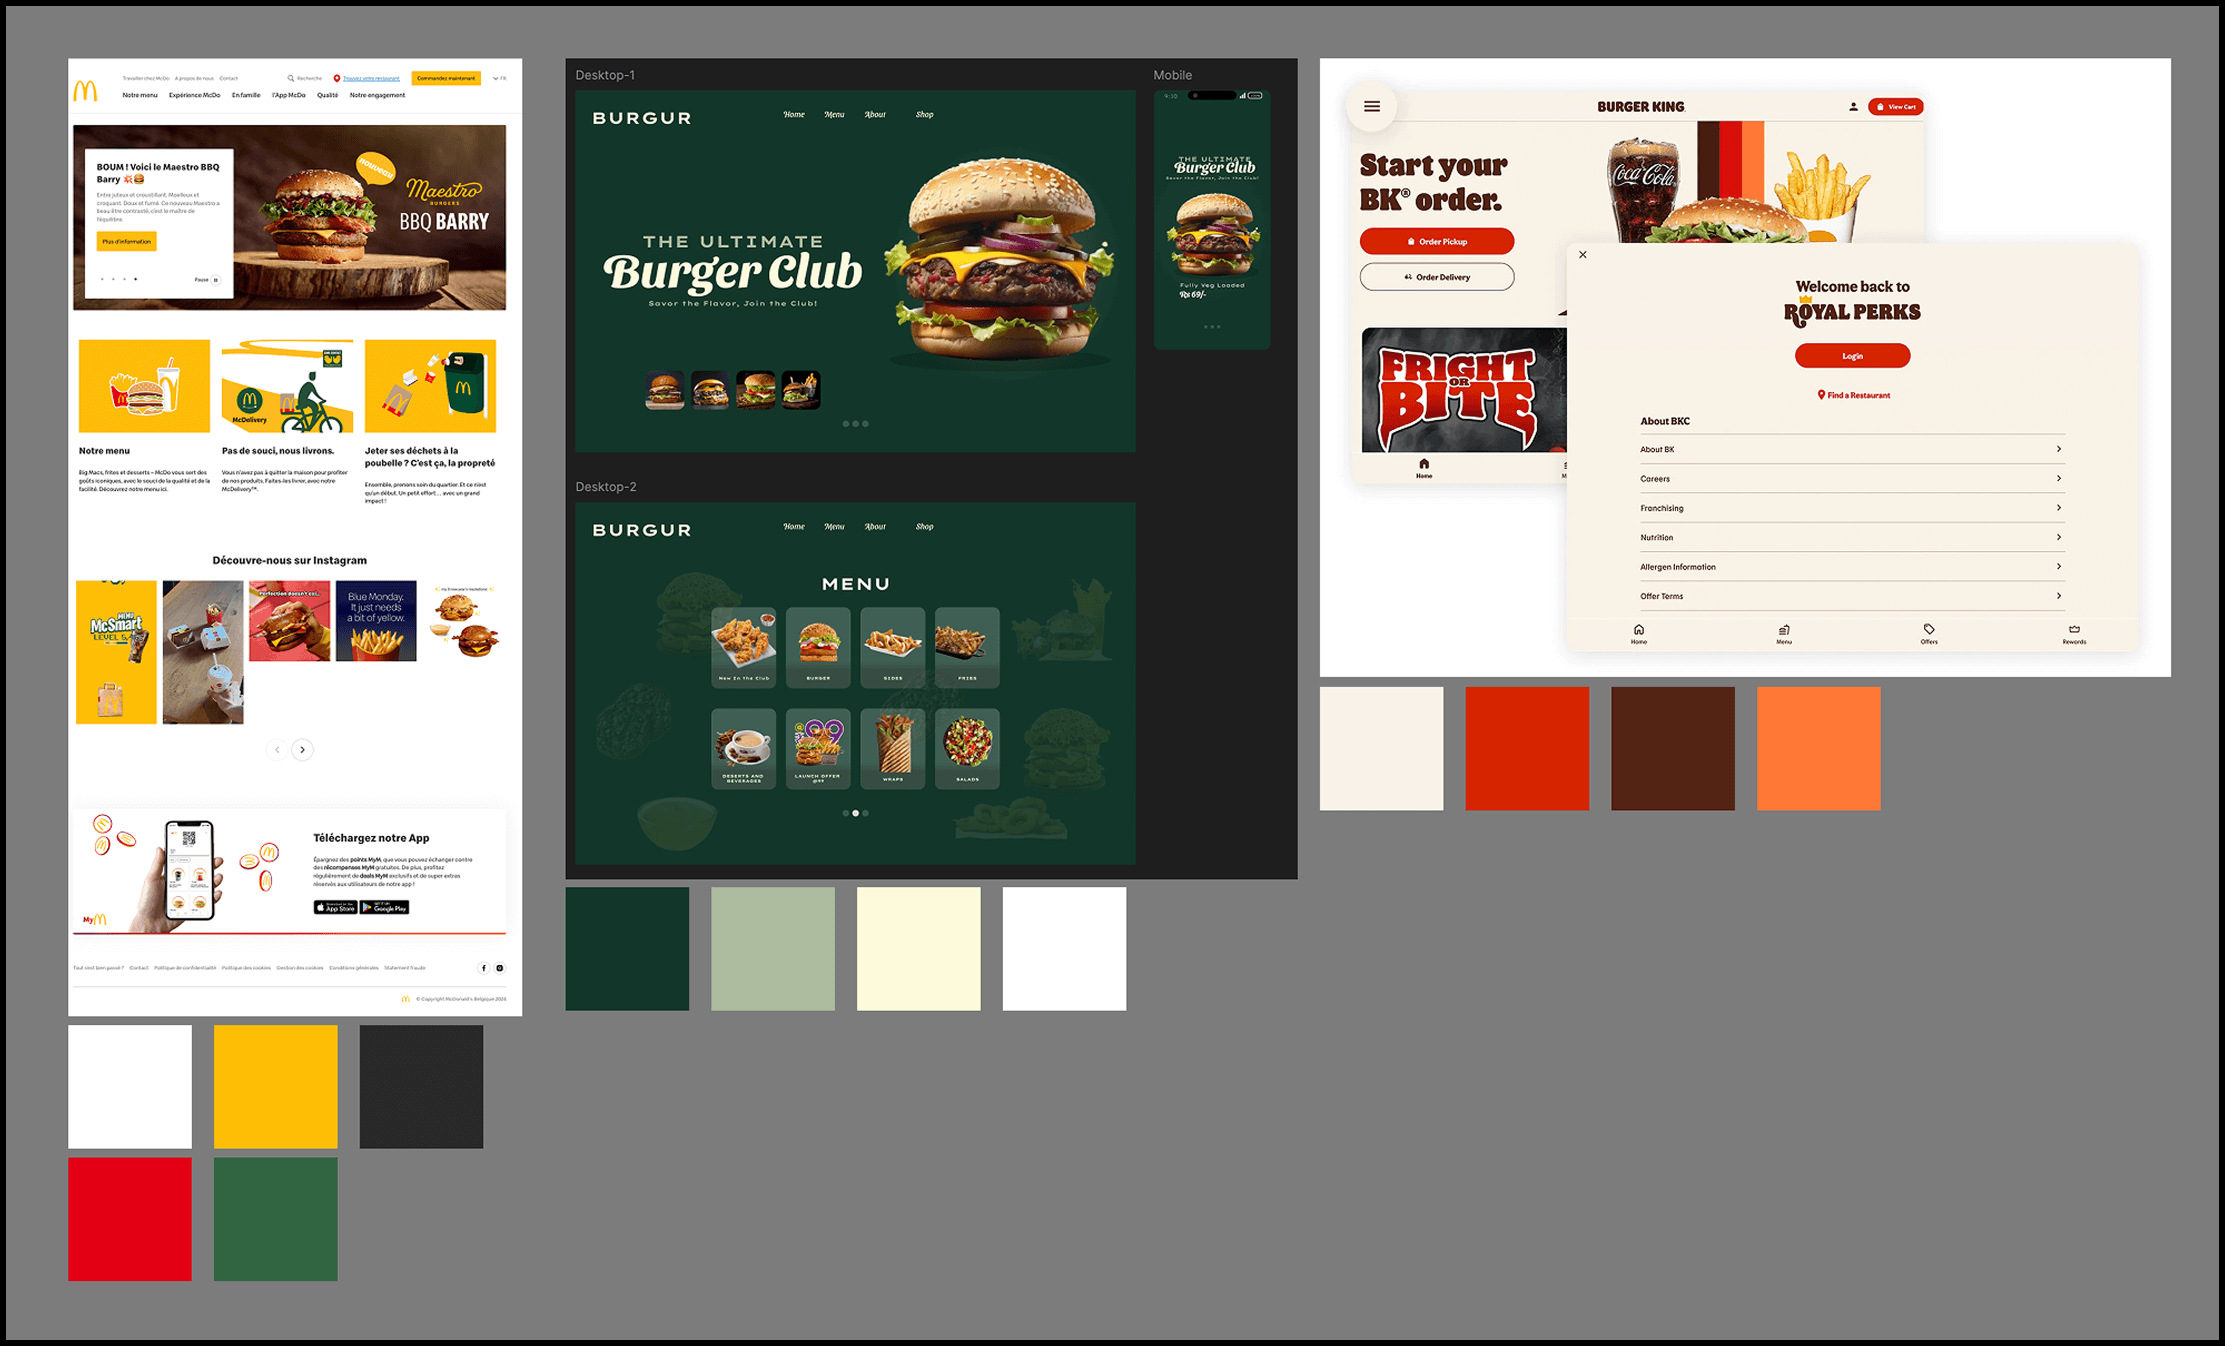 Travailler chez McDo A propos de nous Contact Recherche Trouvez votre restaurant Commandez maintenant FR
Notre menu Expérience McDo En famille l'App McDo Qualité Notre engagement
BOUM ! Voici le Maestro BBQ
Barry
Entre juteux et croustillant. Moelleux et
croquant. Doux et fumé. Ce nouveau Maestro a
beau être contrasté, c'est le maître de
l'équilibre.
Plus d'information
Pause
NOUVEAU
Maestro
BURGERS
BBQ BARRY
McDelivery
Notre menu
Big Macs, frites et desserts – McDo vous sert des
goûts iconiques, avec le souci de la qualité et de la
facilité. Découvrez notre menu ici.
Pas de souci, nous livrons.
Vous n'avez pas à quitter la maison pour profiter
de nos produits. Faites-les livrer, avec notre
McDelivery™.
Jeter ses déchets à la
poubelle ? C'est ça, la propreté
Ensemble, prenons soin du quartier. Et ce n'est
qu'un début. Un petit effort... avec un grand
impact !
Découvre-nous sur Instagram
MENU
McSmart
LEVEL 5.
Perfection doesn't exi...
Blue Monday.
It just needs
a bit of yellow.
Téléchargez notre App
Épargnez des points MyM, que vous pouvez échanger contre
des récompenses MyM gratuites. De plus, profitez
régulièrement de deals MyM exclusifs et de super extras
réservés aux utilisateurs de notre app !
Download on the
App Store
GET IT ON
Google Play
My
Tout s'est bien passé ? Contact Politique de confidentialité Politique des cookies Gestion des cookies Conditions générales Statement fraude
© Copyright McDonald's Belgique 2024
Desktop-1
BURGUR
Home Menu About Shop
THE ULTIMATE
Burger Club
Savor the Flavor, Join the Club!
Mobile
9:30
THE ULTIMATE
Burger Club
Savor the Flavor, Join the Club!
Fully Veg Loaded
Rs 69/-
Desktop-2
BURGUR
Home Menu About Shop
MENU
New In the Club
BURGER
SIDES
FRIES
DESERTS AND
BEVERAGES
99
LAUNCH OFFER
@99
WRAPS
SALADS
BURGER KING
View Cart
Start your
BK® order.
Order Pickup
Order Delivery
Coca-Cola
FRIGHT
OR
BITE
Home
M
Welcome back to
ROYAL PERKS
Login
Find a Restaurant
About BKC
About BK
Careers
Franchising
Nutrition
Allergen Information
Offer Terms
Home Menu Offers Rewards